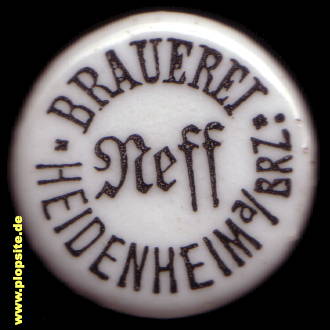 BRAUEREI
Neff
HEIDENHEIM a/BRZ:
www.plopsite.de